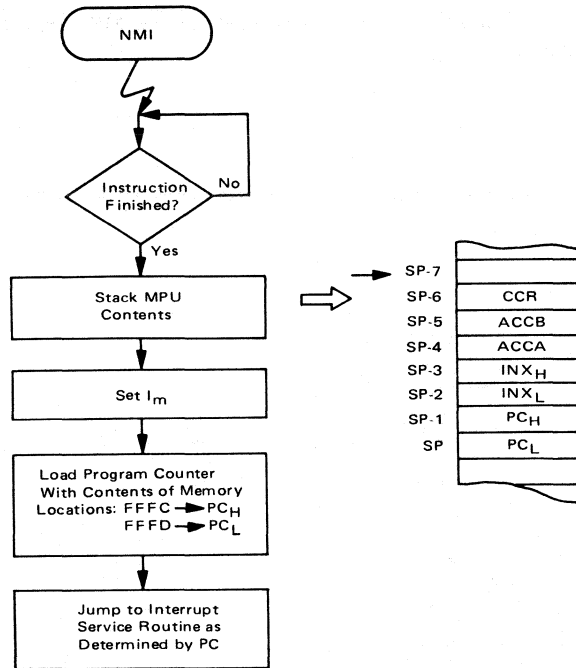 NMI
Instruction
Finished?
No
Yes
Stack MPU
Contents
Set Im
Load Program Counter
With Contents of Memory
Locations: FFFC → PCH
FFFD → PCL
Jump to Interrupt
Service Routine as
Determined by PC
SP-7
SP-6 CCR
SP-5 ACCB
SP-4 ACCA
SP-3 INXH
SP-2 INXL
SP-1 PCH
SP PCL